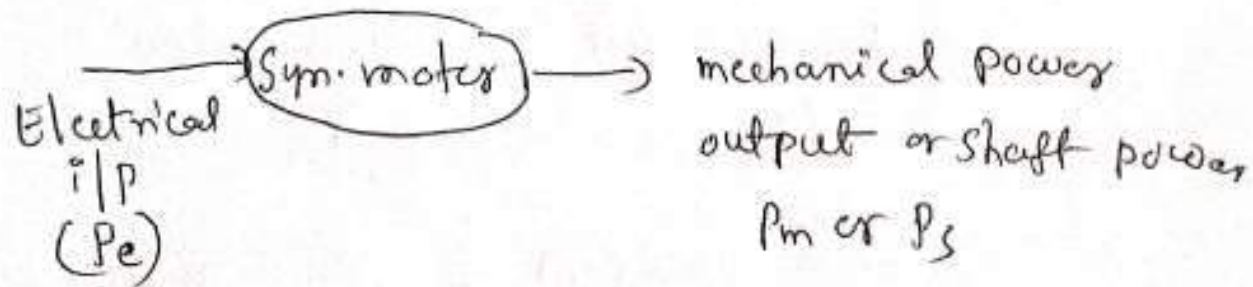 Syn. motor
Electrical
i/p
(Pe)
mechanical power
output or shaft power
Pm or Ps